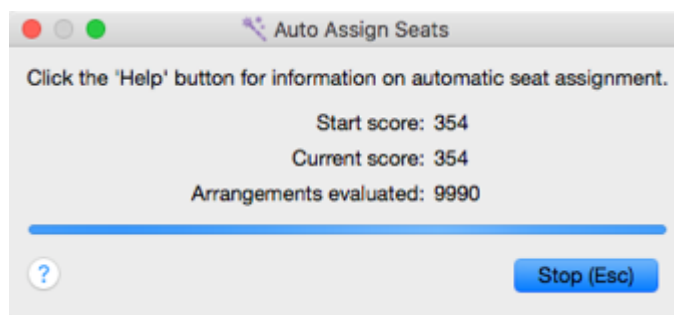 Auto Assign Seats
Click the 'Help' button for information on automatic seat assignment.
Start score: 354
Current score: 354
Arrangements evaluated: 9990
?
Stop (Esc)